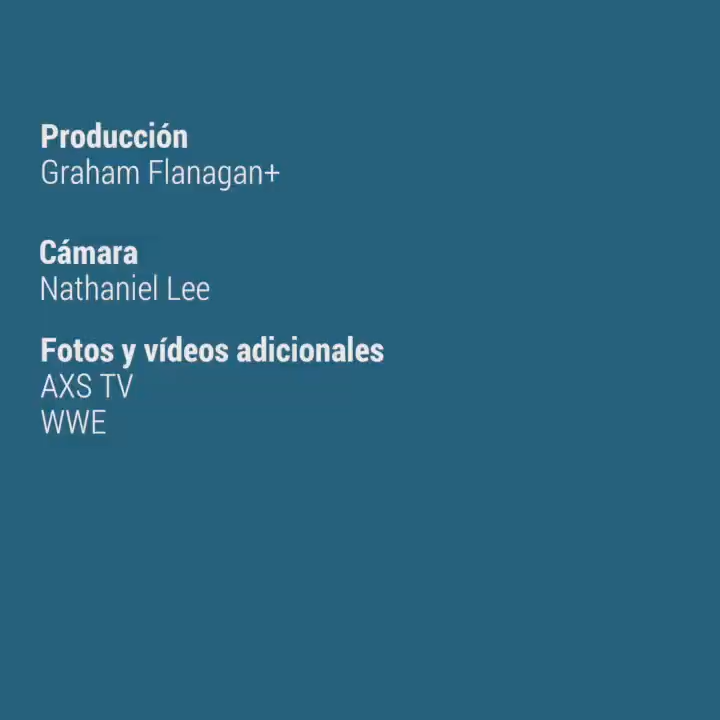 Producción
Graham Flanagan+
Cámara
Nathaniel Lee
Fotos y vídeos adicionales
AXS TV
WWE